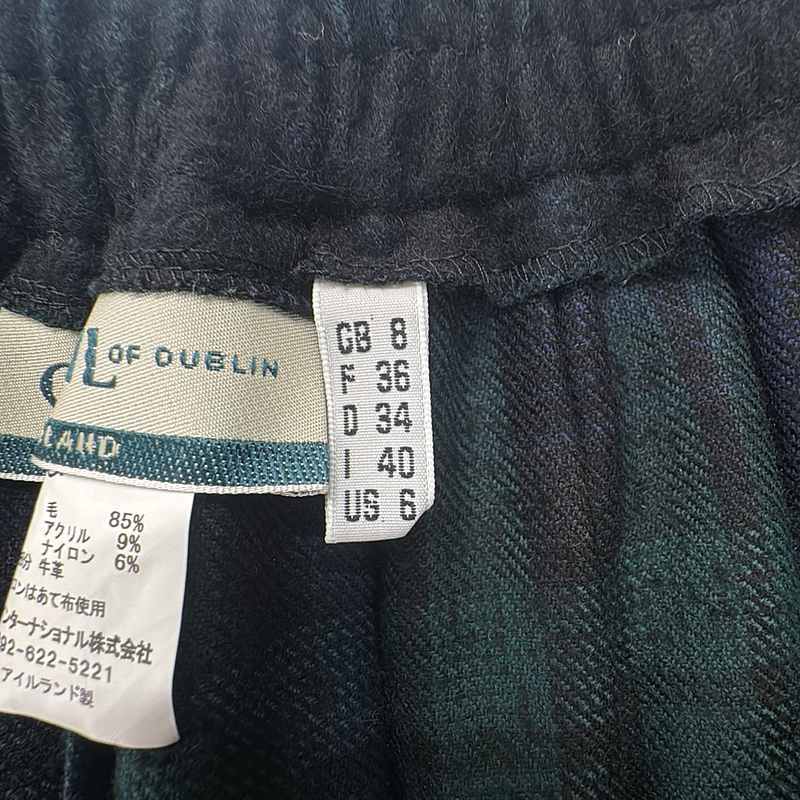 OF DUBLIN
LAND
GB 8
F 36
D 34
I 40
US 6
毛 85%
アクリル 9%
ナイロン 6%
分 牛革
ロンはあて布使用
ンターナショナル株式会社
92-622-5221
アイルランド製